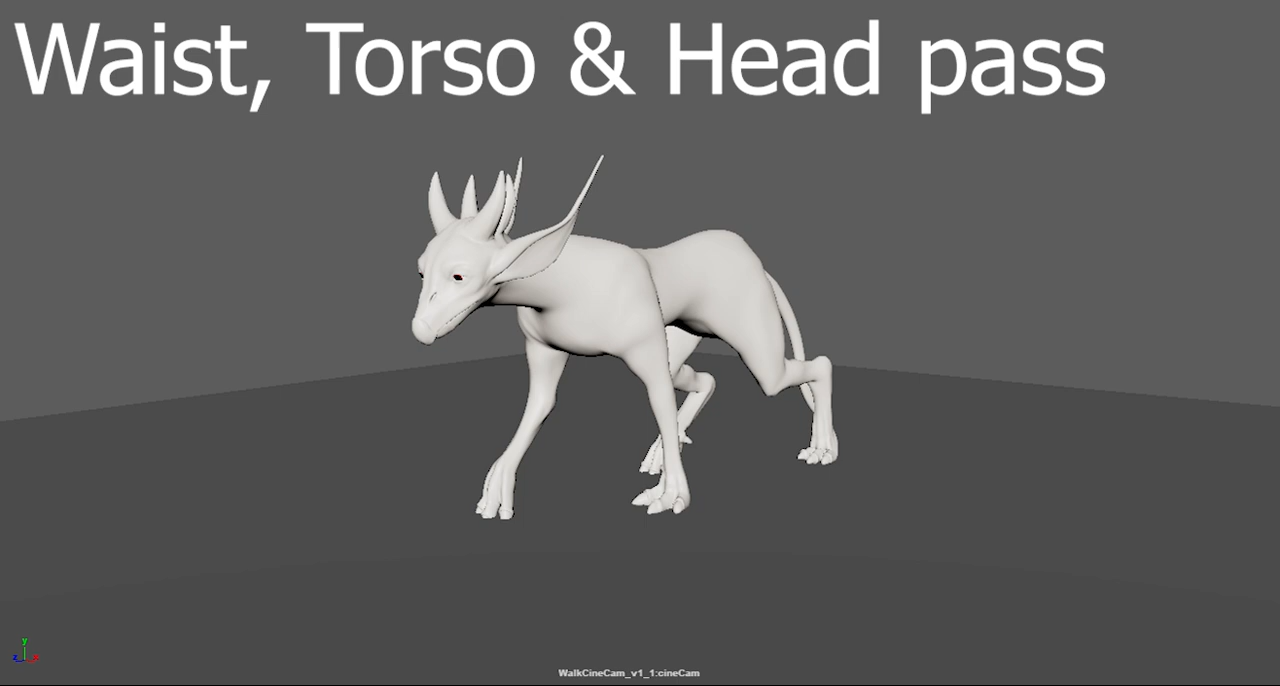 Waist, Torso & Head pass
y
z x
WalkCineCam_v1_1:cineCam